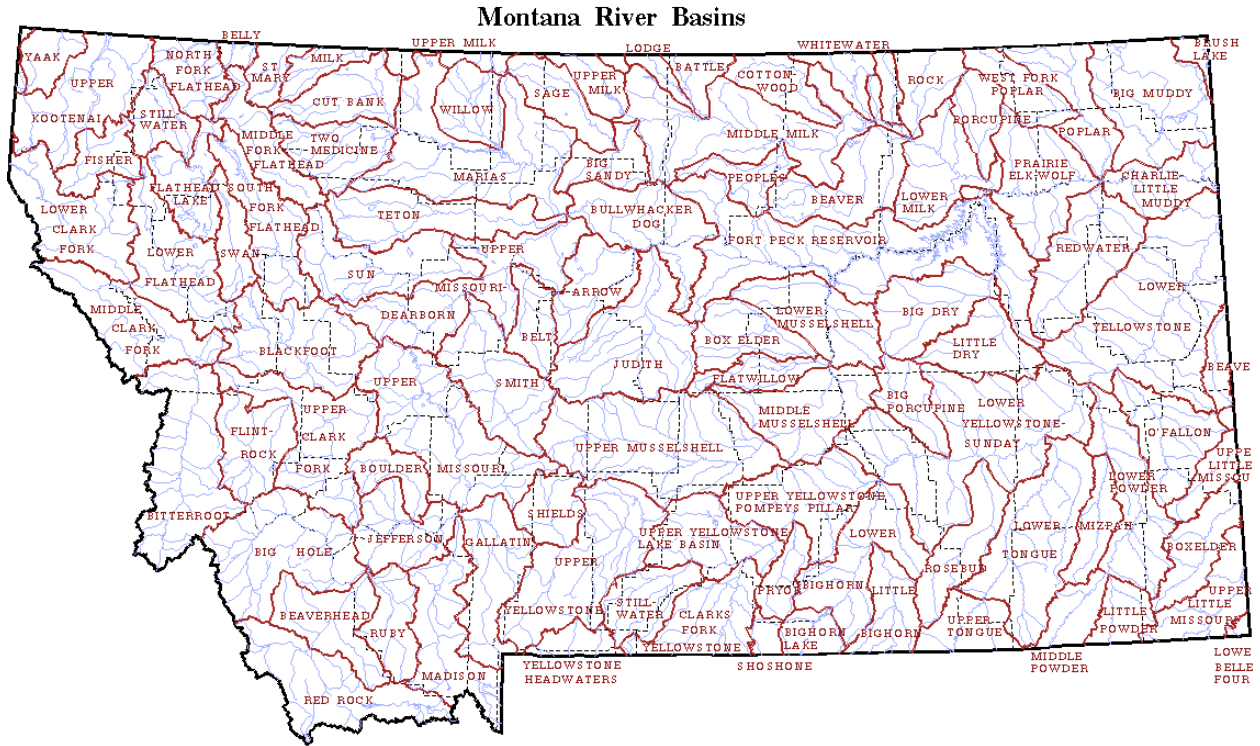 Montana River Basins
BELLY
UPPER MILK
LODGE
WHITEWATER
BRUSH
LAKE
YAAK
NORTH
FORK
FLATHEAD
ST
MARY
MILK
UPPER
MILK
BATTLE
COTTON
WOOD
ROCK
WEST FORK
POPLAR
BIG MUDDY
UPPER
KOOTENAI
STILL-
WATER
CUT BANK
WILLOW
SAGE
PORCUPINE
POPLAR
MIDDLE
FORK
FLATHEAD
TWO
MEDICINE
MIDDLE MILK
FISHER
MARIAS
BIG
SANDY
PEOPLES
PRAIRIE
ELK-WOLF
CHARLIE-
LITTLE
MUDDY
FLATHEAD
LAKE
SOUTH
FORK
FLATHEAD
TETON
BULLWHACKER
DOG
BEAVER
LOWER
MILK
LOWER
CLARK
FORK
LOWER
FLATHEAD
SWAN
SUN
UPPER
MISSOURI-
DEARBORN
FORT PECK RESERVOIR
REDWATER
LOWER
YELLOWSTONE
MIDDLE
CLARK
FORK
ARROW
BELT
LOWER
MUSSELSHELL
BIG DRY
BLACKFOOT
BOX ELDER
LITTLE
DRY
JUDITH
UPPER
SMITH
FLATWILLOW
BEAVE
UPPER
CLARK
FORK
FLINT-
ROCK
MIDDLE
MUSSELSHELL
BIG
PORCUPINE
LOWER
YELLOWSTONE-
SUNDAY
O'FALLON
UPPER MUSSELSHELL
BOULDER
MISSOURI
UPPE
LITTLE
MISSOU
LOWER
POWDER
UPPER YELLOWSTONE
POMPEYS PILLAR
BITTERROOT
SHIELDS
BIG HOLE
JEFFERSON
GALLATIN
UPPER YELLOWSTONE-
LAKE BASIN
LOWER
BIGHORN
LOWER
TONGUE
MIZPAH
BOXELDER
UPPER
YELLOWSTONE
ROSEBUD
PRYOR
LITTLE
BIGHORN
UPPER
LITTLE
MISSOURI
BEAVERHEAD
RUBY
STILL-
WATER
CLARKS
FORK
YELLOWSTONE
BIGHORN
LAKE
UPPER
TONGUE
LITTLE
POWDER
RED ROCK
MADISON
YELLOWSTONE
HEADWATERS
SHOSHONE
MIDDLE
POWDER
LOWE
BELLE
FOUR